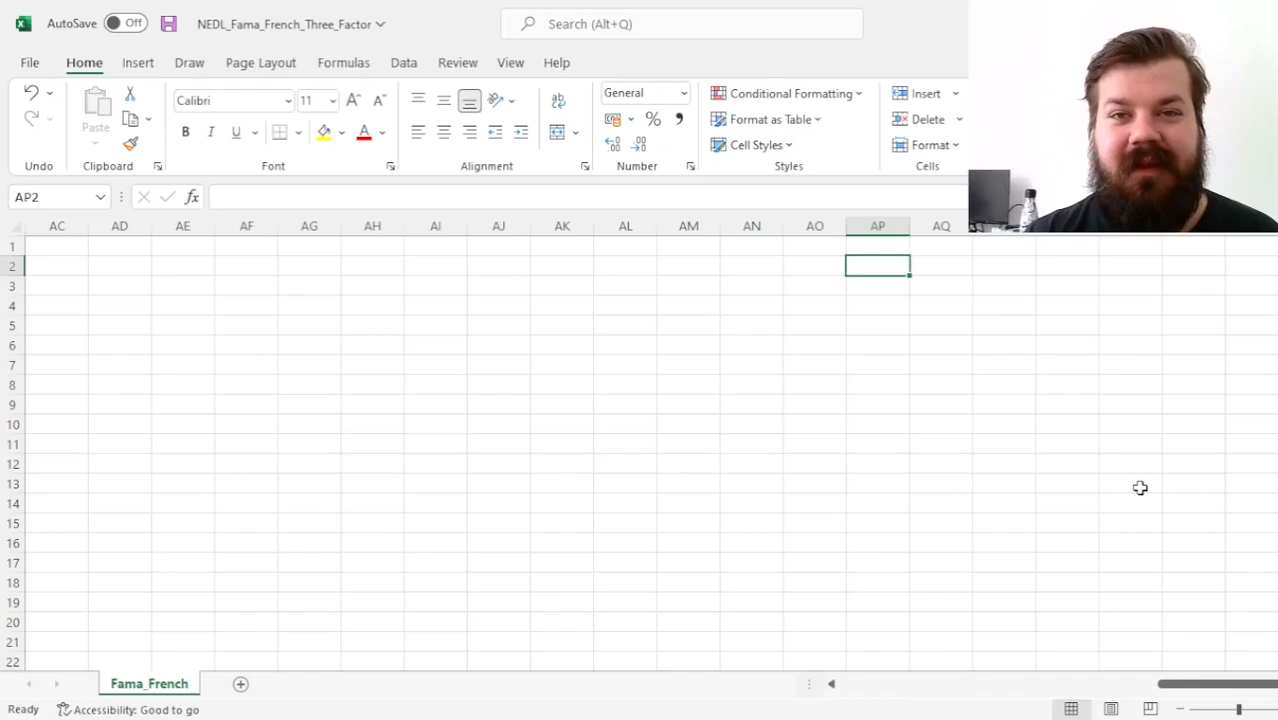 AutoSave Off NEDL_Fama_French_Three_Factor Search (Alt+Q)
File Home Insert Draw Page Layout Formulas Data Review View Help
Calibri 11 A A ab General Conditional Formatting Insert
Paste B I U A % 9 Format as Table Delete
Cell Styles Format
Undo Clipboard Font Alignment Number Styles Cells
AP2 fx
AC AD AE AF AG AH AI AJ AK AL AM AN AO AP AQ
1
2
3
4
5
6
7
8
9
10
11
12
13
14
15
16
17
18
19
20
21
22
Fama_French
Ready Accessibility: Good to go